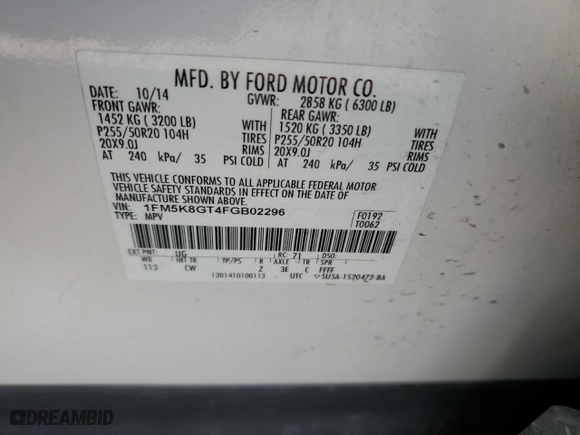 MFD. BY FORD MOTOR CO.
DATE: 10/14 GVWR: 2858 KG ( 6300 LB)
FRONT GAWR: REAR GAWR:
1452 KG ( 3200 LB) WITH 1520 KG ( 3350 LB) WITH
P255/50R20 104H TIRES P255/50R20 104H TIRES
20X9.0J RIMS 20X9.0J RIMS
AT 240 kPa/ 35 PSI COLD AT 240 kPa/ 35 PSI COLD
THIS VEHICLE CONFORMS TO ALL APPLICABLE FEDERAL MOTOR
VEHICLE SAFETY STANDARDS IN EFFECT ON THE DATE OF
MANUFACTURE SHOWN ABOVE.
VIN: 1FM5K8GT4FGB02296 F0192
TYPE: MPV T0062
UG RC: 71 DSO:
WB INT TR TP/PS R AXLE TR SPR
113 CW Z 3E C FFFF
1201410100113 UTC 5U5A-1520472-BA
DREAMBID